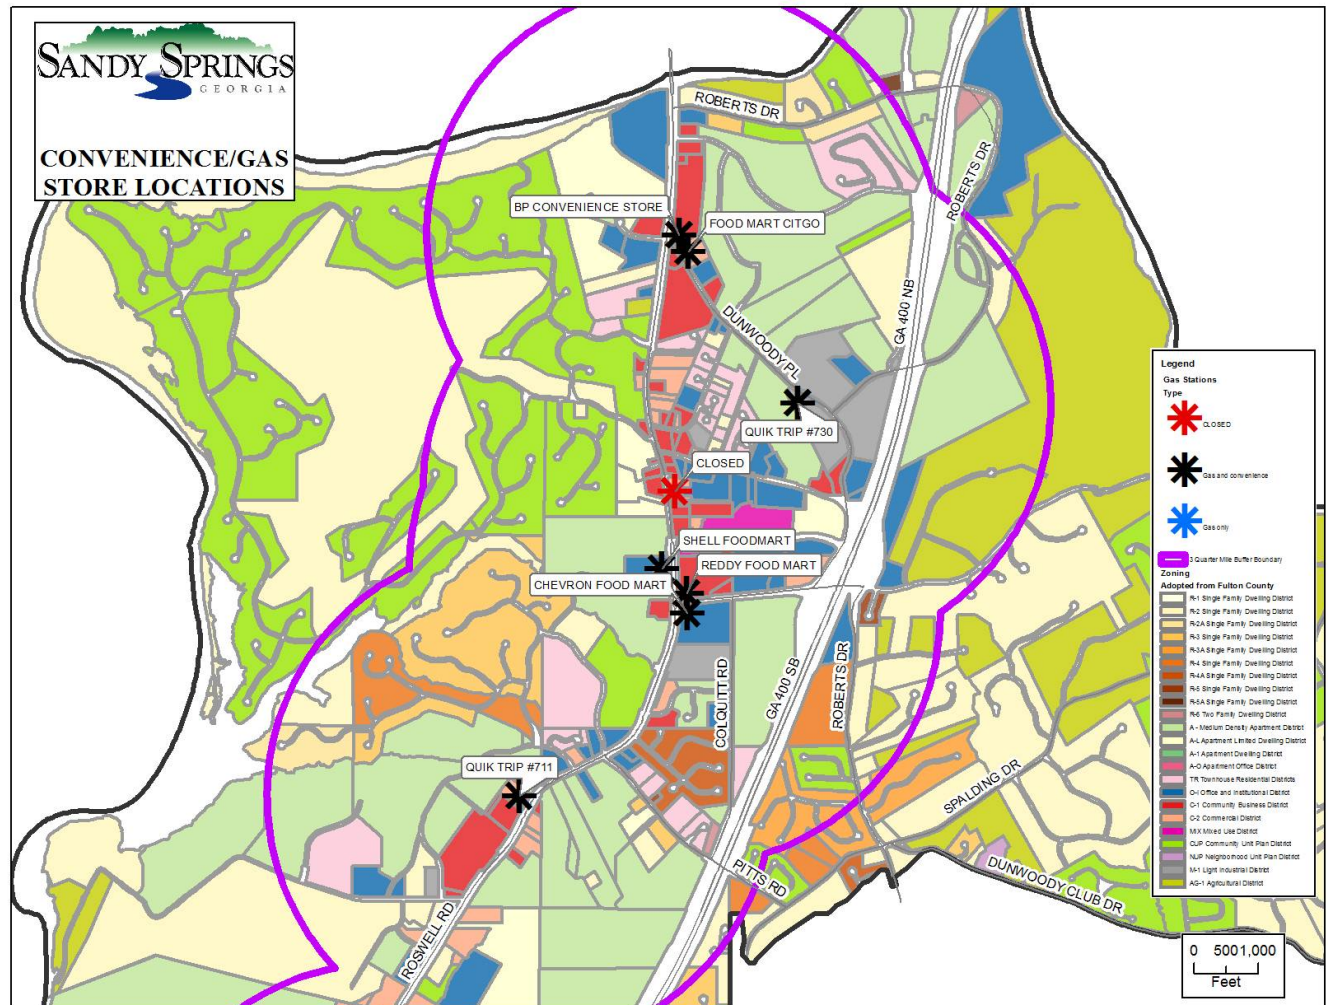 SANDY SPRINGS
GEORGIA
CONVENIENCE/GAS
STORE LOCATIONS
ROBERTS DR
ROBERTS DR
BP CONVENIENCE STORE
FOOD MART CITGO
GA 400 NB
DUNWOODY PL
QUIK TRIP #730
CLOSED
SHELL FOODMART
REDDY FOOD MART
CHEVRON FOOD MART
COLQUITT RD
GA 400 SB
ROBERTS DR
QUIK TRIP #711
SPALDING DR
PITTS RD
DUNWOODY CLUB DR
ROSWELL RD
Legend
Gas Stations
Type
CLOSED
Gas and convenience
Gas only
3 Quarter Mile Buffer Boundary
Zoning
Adopted from Fulton County
R-1 Single Family Dwelling District
R-2 Single Family Dwelling District
R-2A Single Family Dwelling District
R-3 Single Family Dwelling District
R-3A Single Family Dwelling District
R-4 Single Family Dwelling District
R-4A Single Family Dwelling District
R-5 Single Family Dwelling District
R-5A Single Family Dwelling District
R-6 Two Family Dwelling District
A - Medium Density Apartment District
A-L Apartment Limited Dwelling District
A-1 Apartment Dwelling District
A-O Apartment Office District
TR Townhouse Residential Districts
O-I Office and Institutional District
C-1 Community Business District
C-2 Commercial District
MIX Mixed Use District
CUP Community Unit Plan District
NUP Neighborhood Unit Plan District
M-1 Light Industrial District
AG-1 Agricultural District
0 5001,000
Feet